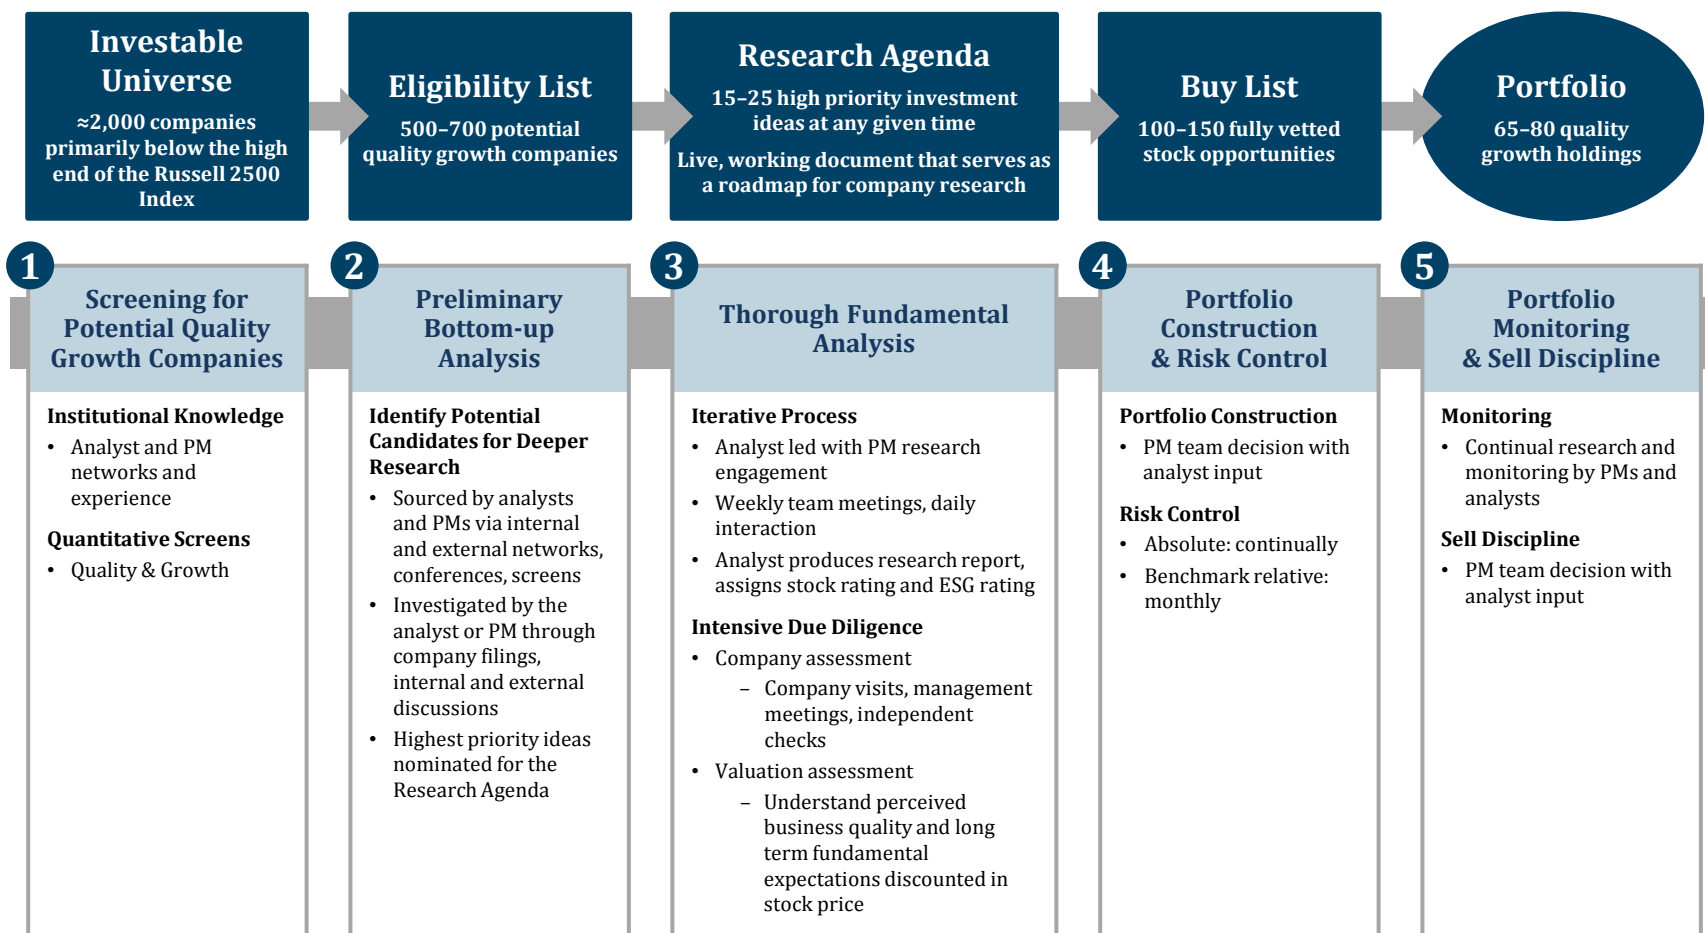 Investable
Universe
≈2,000 companies
primarily below the high
end of the Russell 2500
Index
Eligibility List
500–700 potential
quality growth companies
Research Agenda
15–25 high priority investment
ideas at any given time
Live, working document that serves as
a roadmap for company research
Buy List
100–150 fully vetted
stock opportunities
Portfolio
65–80 quality
growth holdings
1
Screening for
Potential Quality
Growth Companies
Institutional Knowledge
• Analyst and PM
networks and
experience
Quantitative Screens
• Quality & Growth
2
Preliminary
Bottom-up
Analysis
Identify Potential
Candidates for Deeper
Research
• Sourced by analysts
and PMs via internal
and external networks,
conferences, screens
• Investigated by the
analyst or PM through
company filings,
internal and external
discussions
• Highest priority ideas
nominated for the
Research Agenda
3
Thorough Fundamental
Analysis
Iterative Process
• Analyst led with PM research
engagement
• Weekly team meetings, daily
interaction
• Analyst produces research report,
assigns stock rating and ESG rating
Intensive Due Diligence
• Company assessment
– Company visits, management
meetings, independent
checks
• Valuation assessment
– Understand perceived
business quality and long
term fundamental
expectations discounted in
stock price
4
Portfolio
Construction
& Risk Control
Portfolio Construction
• PM team decision with
analyst input
Risk Control
• Absolute: continually
• Benchmark relative:
monthly
5
Portfolio
Monitoring
& Sell Discipline
Monitoring
• Continual research and
monitoring by PMs and
analysts
Sell Discipline
• PM team decision with
analyst input